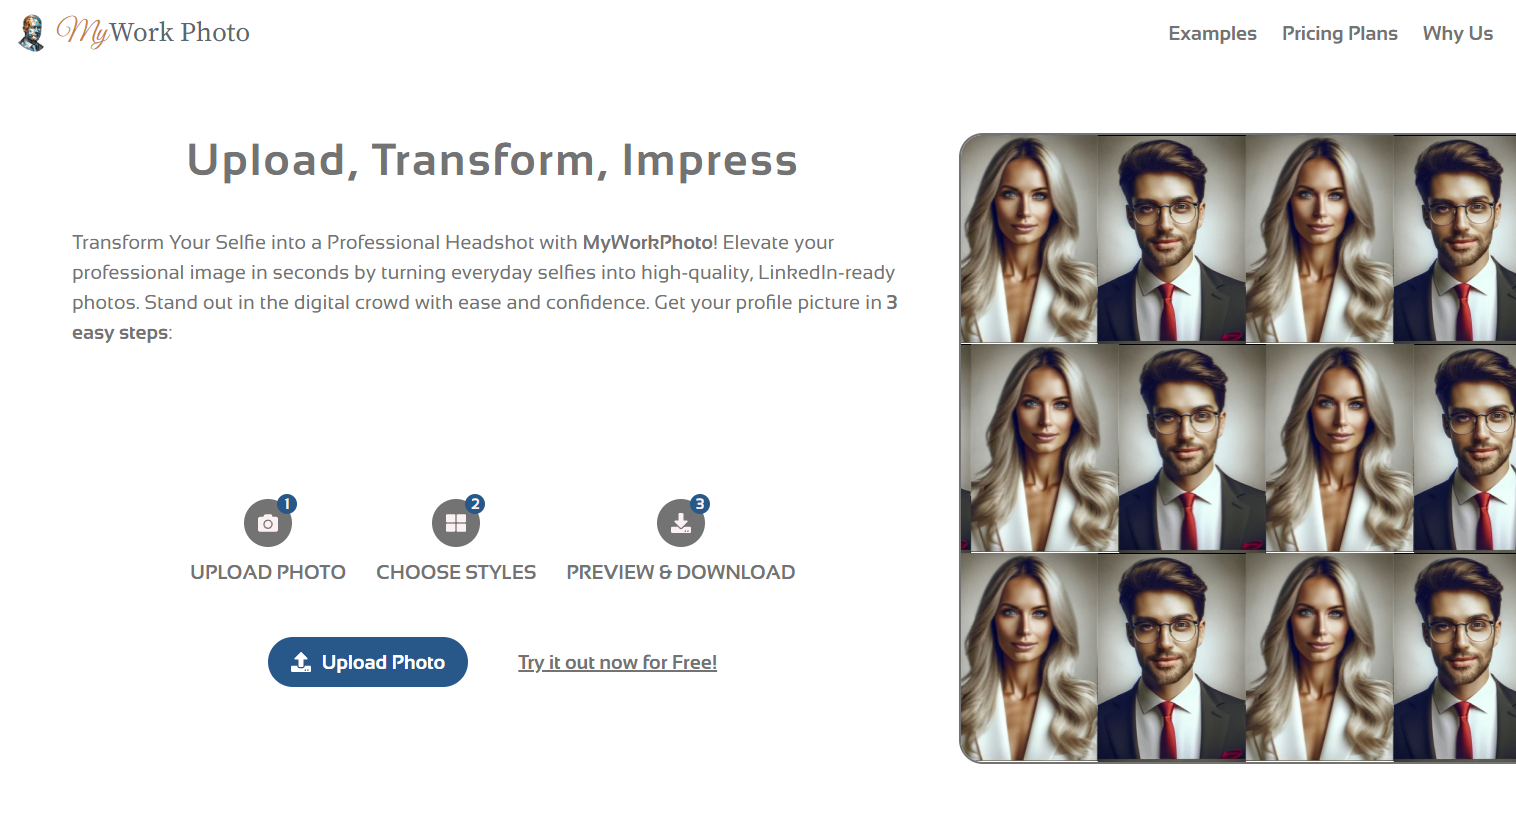 MyWork Photo
Examples Pricing Plans Why Us
Upload, Transform, Impress
Transform Your Selfie into a Professional Headshot with MyWorkPhoto! Elevate your
professional image in seconds by turning everyday selfies into high-quality, LinkedIn-ready
photos. Stand out in the digital crowd with ease and confidence. Get your profile picture in 3
easy steps:
1 2 3
UPLOAD PHOTO CHOOSE STYLES PREVIEW & DOWNLOAD
Upload Photo Try it out now for Free!